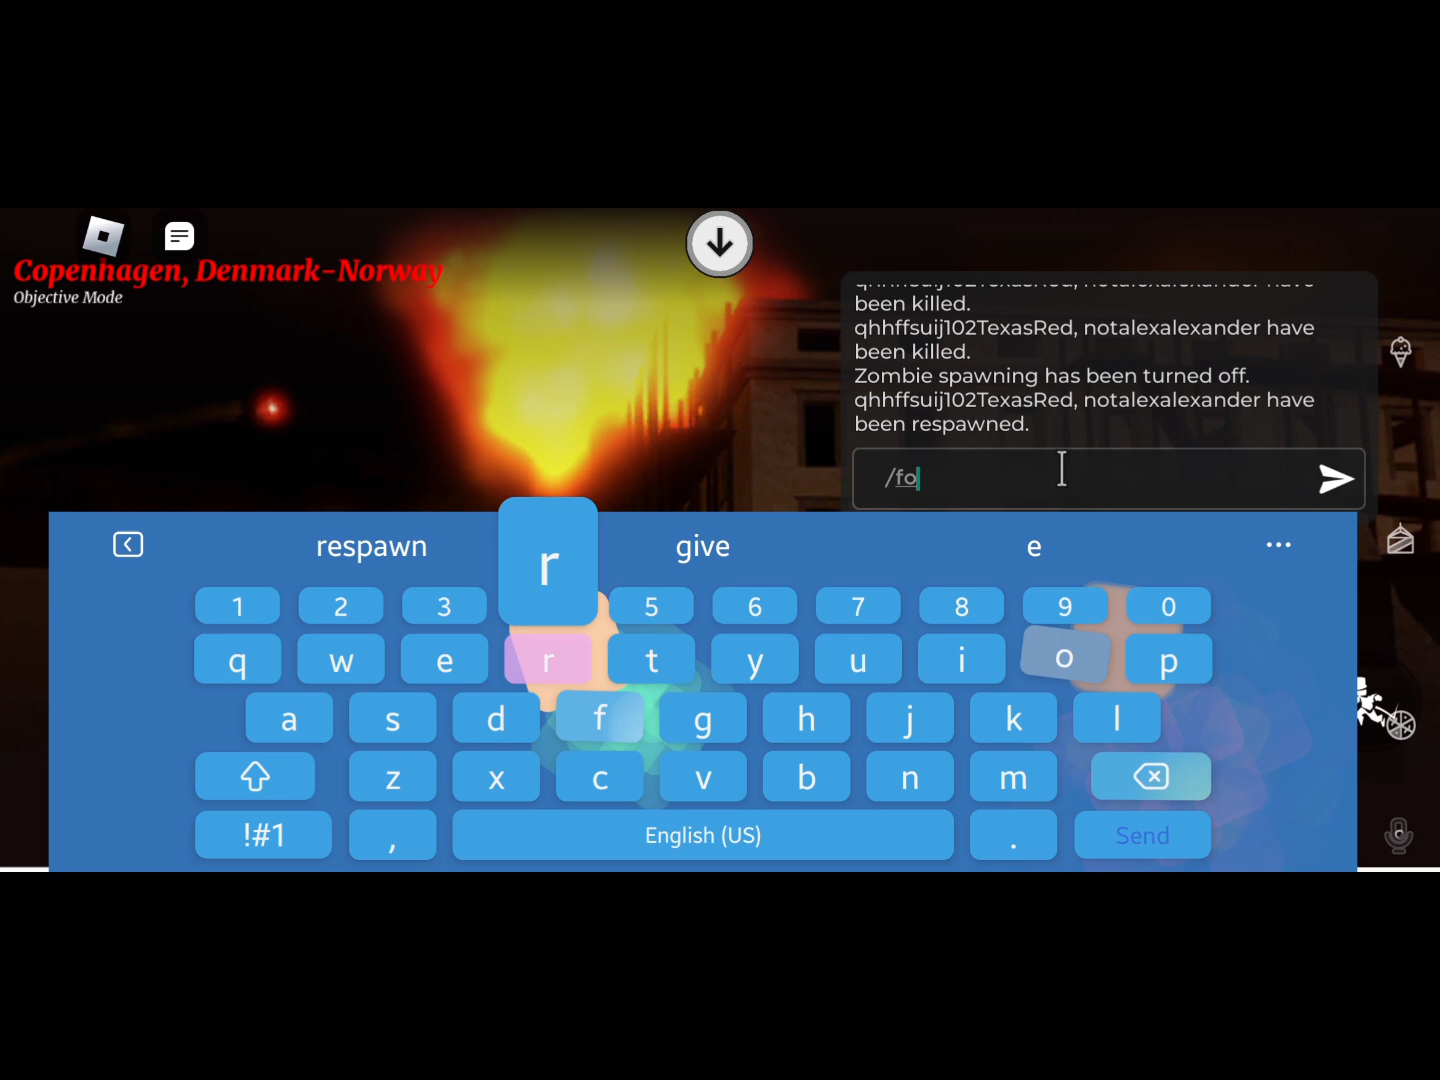 Copenhagen, Denmark-Norway
Objective Mode
been killed.
qhhffsuij102TexasRed, notalexalexander have
been killed.
Zombie spawning has been turned off.
qhhffsuij102TexasRed, notalexalexander have
been respawned.
/fo
respawn give e
r
1 2 3 5 6 7 8 9 0
q w e r t y u i o p
a s d f g h j k l
z x c v b n m
!#1 , English (US) . Send